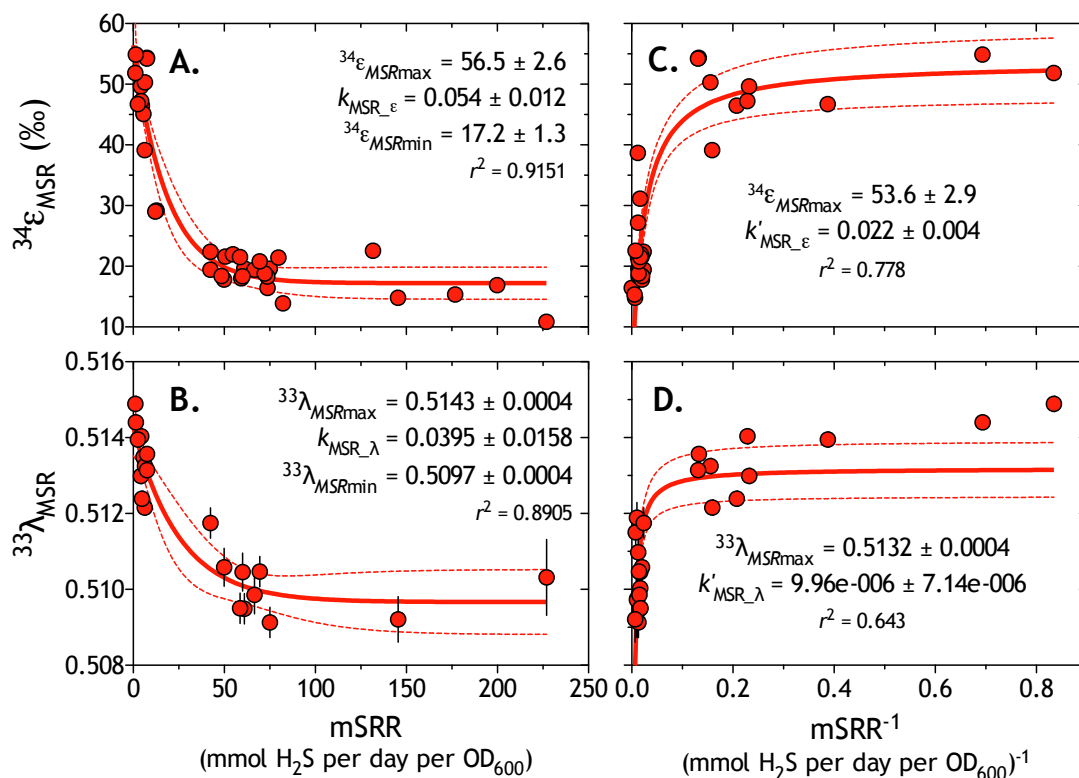 A.
³⁴ε_MSRmax = 56.5 ± 2.6
k_MSR_ε = 0.054 ± 0.012
³⁴ε_MSRmin = 17.2 ± 1.3
r² = 0.9151
60
50
40
30
20
10
³⁴ε_MSR (‰)
C.
³⁴ε_MSRmax = 53.6 ± 2.9
k'_MSR_ε = 0.022 ± 0.004
r² = 0.778
B.
³³λ_MSRmax = 0.5143 ± 0.0004
k_MSR_λ = 0.0395 ± 0.0158
³³λ_MSRmin = 0.5097 ± 0.0004
r² = 0.8905
0.516
0.514
0.512
0.510
0.508
³³λ_MSR
0 50 100 150 200 250
mSRR
(mmol H₂S per day per OD₆₀₀)
D.
³³λ_MSRmax = 0.5132 ± 0.0004
k'_MSR_λ = 9.96e-006 ± 7.14e-006
r² = 0.643
0.0 0.2 0.4 0.6 0.8
mSRR⁻¹
(mmol H₂S per day per OD₆₀₀)⁻¹